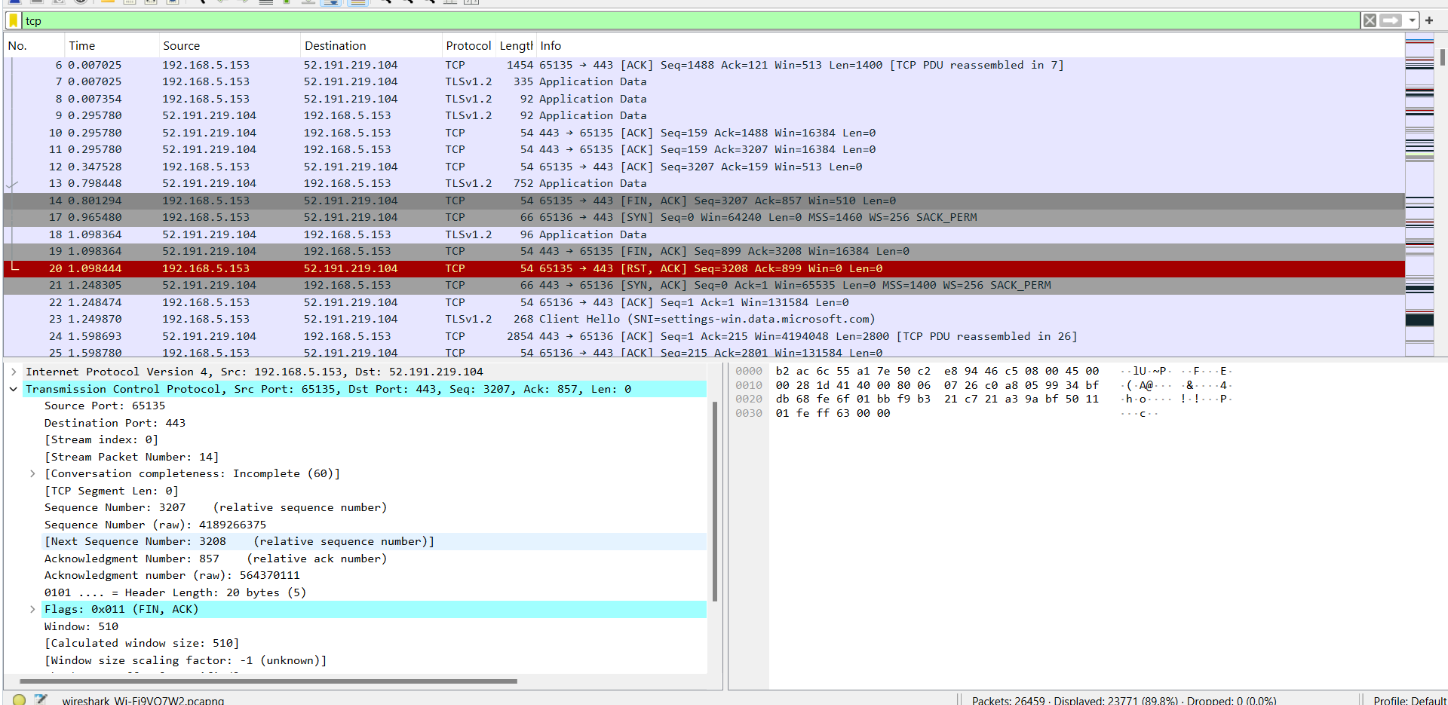 tcp
No. Time Source Destination Protocol Length Info
6 0.007025 192.168.5.153 52.191.219.104 TCP 1454 65135 → 443 [ACK] Seq=1488 Ack=121 Win=513 Len=1400 [TCP PDU reassembled in 7]
7 0.007025 192.168.5.153 52.191.219.104 TLSv1.2 335 Application Data
8 0.007354 192.168.5.153 52.191.219.104 TLSv1.2 92 Application Data
9 0.295780 52.191.219.104 192.168.5.153 TLSv1.2 92 Application Data
10 0.295780 52.191.219.104 192.168.5.153 TCP 54 443 → 65135 [ACK] Seq=159 Ack=1488 Win=16384 Len=0
11 0.295780 52.191.219.104 192.168.5.153 TCP 54 443 → 65135 [ACK] Seq=159 Ack=3207 Win=16384 Len=0
12 0.347528 192.168.5.153 52.191.219.104 TCP 54 65135 → 443 [ACK] Seq=3207 Ack=159 Win=513 Len=0
13 0.798448 52.191.219.104 192.168.5.153 TLSv1.2 752 Application Data
14 0.801294 192.168.5.153 52.191.219.104 TCP 54 65135 → 443 [FIN, ACK] Seq=3207 Ack=857 Win=510 Len=0
17 0.965480 192.168.5.153 52.191.219.104 TCP 66 65136 → 443 [SYN] Seq=0 Win=64240 Len=0 MSS=1460 WS=256 SACK_PERM
18 1.098364 52.191.219.104 192.168.5.153 TLSv1.2 96 Application Data
19 1.098364 52.191.219.104 192.168.5.153 TCP 54 443 → 65135 [FIN, ACK] Seq=899 Ack=3208 Win=16384 Len=0
20 1.098444 192.168.5.153 52.191.219.104 TCP 54 65135 → 443 [RST, ACK] Seq=3208 Ack=899 Win=0 Len=0
21 1.248305 52.191.219.104 192.168.5.153 TCP 66 443 → 65136 [SYN, ACK] Seq=0 Ack=1 Win=65535 Len=0 MSS=1400 WS=256 SACK_PERM
22 1.248474 192.168.5.153 52.191.219.104 TCP 54 65136 → 443 [ACK] Seq=1 Ack=1 Win=131584 Len=0
23 1.249870 192.168.5.153 52.191.219.104 TLSv1.2 268 Client Hello (SNI=settings-win.data.microsoft.com)
24 1.598693 52.191.219.104 192.168.5.153 TCP 2854 443 → 65136 [ACK] Seq=1 Ack=215 Win=4194048 Len=2800 [TCP PDU reassembled in 26]
25 1.598780 192.168.5.153 52.191.219.104 TCP 54 65136 → 443 [ACK] Seq=215 Ack=2801 Win=131584 Len=0
Internet Protocol Version 4, Src: 192.168.5.153, Dst: 52.191.219.104
Transmission Control Protocol, Src Port: 65135, Dst Port: 443, Seq: 3207, Ack: 857, Len: 0
Source Port: 65135
Destination Port: 443
[Stream index: 0]
[Stream Packet Number: 14]
[Conversation completeness: Incomplete (60)]
[TCP Segment Len: 0]
Sequence Number: 3207 (relative sequence number)
Sequence Number (raw): 4189266375
[Next Sequence Number: 3208 (relative sequence number)]
Acknowledgment Number: 857 (relative ack number)
Acknowledgment number (raw): 564370111
0101 .... = Header Length: 20 bytes (5)
Flags: 0x011 (FIN, ACK)
Window: 510
[Calculated window size: 510]
[Window size scaling factor: -1 (unknown)]
0000 b2 ac 6c 55 a1 7e 50 c2 e8 94 46 c5 08 00 45 00 ··lU·~P· ··F···E·
0010 00 28 1d 41 40 00 80 06 07 26 c0 a8 05 99 34 bf ·(·A@··· ·&····4·
0020 db 68 fe 6f 01 bb f9 b3 21 c7 21 a3 9a bf 50 11 ·h·o···· !·!···P·
0030 01 fe ff 63 00 00 ···c··
wireshark_Wi-Fi9VO7W2.pcapng Packets: 26459 · Displayed: 23771 (89.8%) · Dropped: 0 (0.0%) Profile: Default